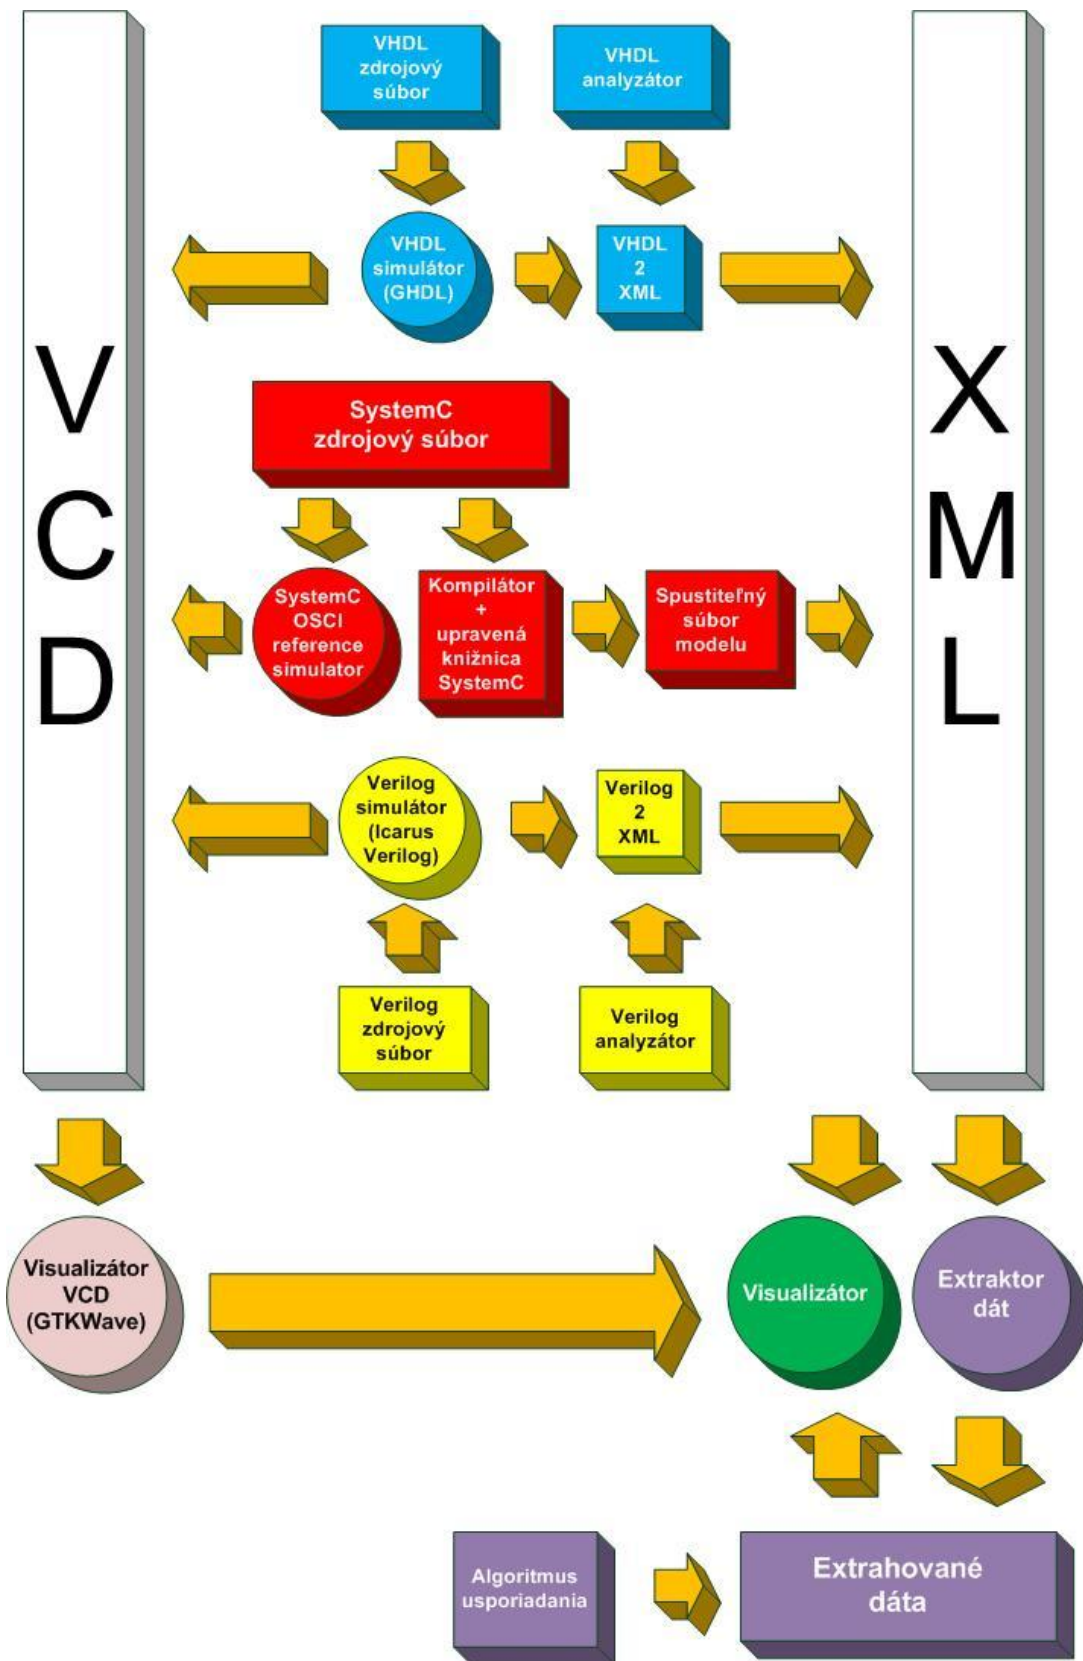 V
C
D
VHDL
zdrojový
súbor
VHDL
analyzátor
VHDL
simulátor
(GHDL)
VHDL
2
XML
SystemC
zdrojový súbor
SystemC
OSCI
reference
simulator
Kompilátor
+
upravená
knižnica
SystemC
Spustiteľný
súbor
modelu
Verilog
simulátor
(Icarus
Verilog)
Verilog
2
XML
Verilog
zdrojový
súbor
Verilog
analyzátor
X
M
L
Visualizátor
VCD
(GTKWave)
Visualizátor
Extraktor
dát
Algoritmus
usporiadania
Extrahované
dáta